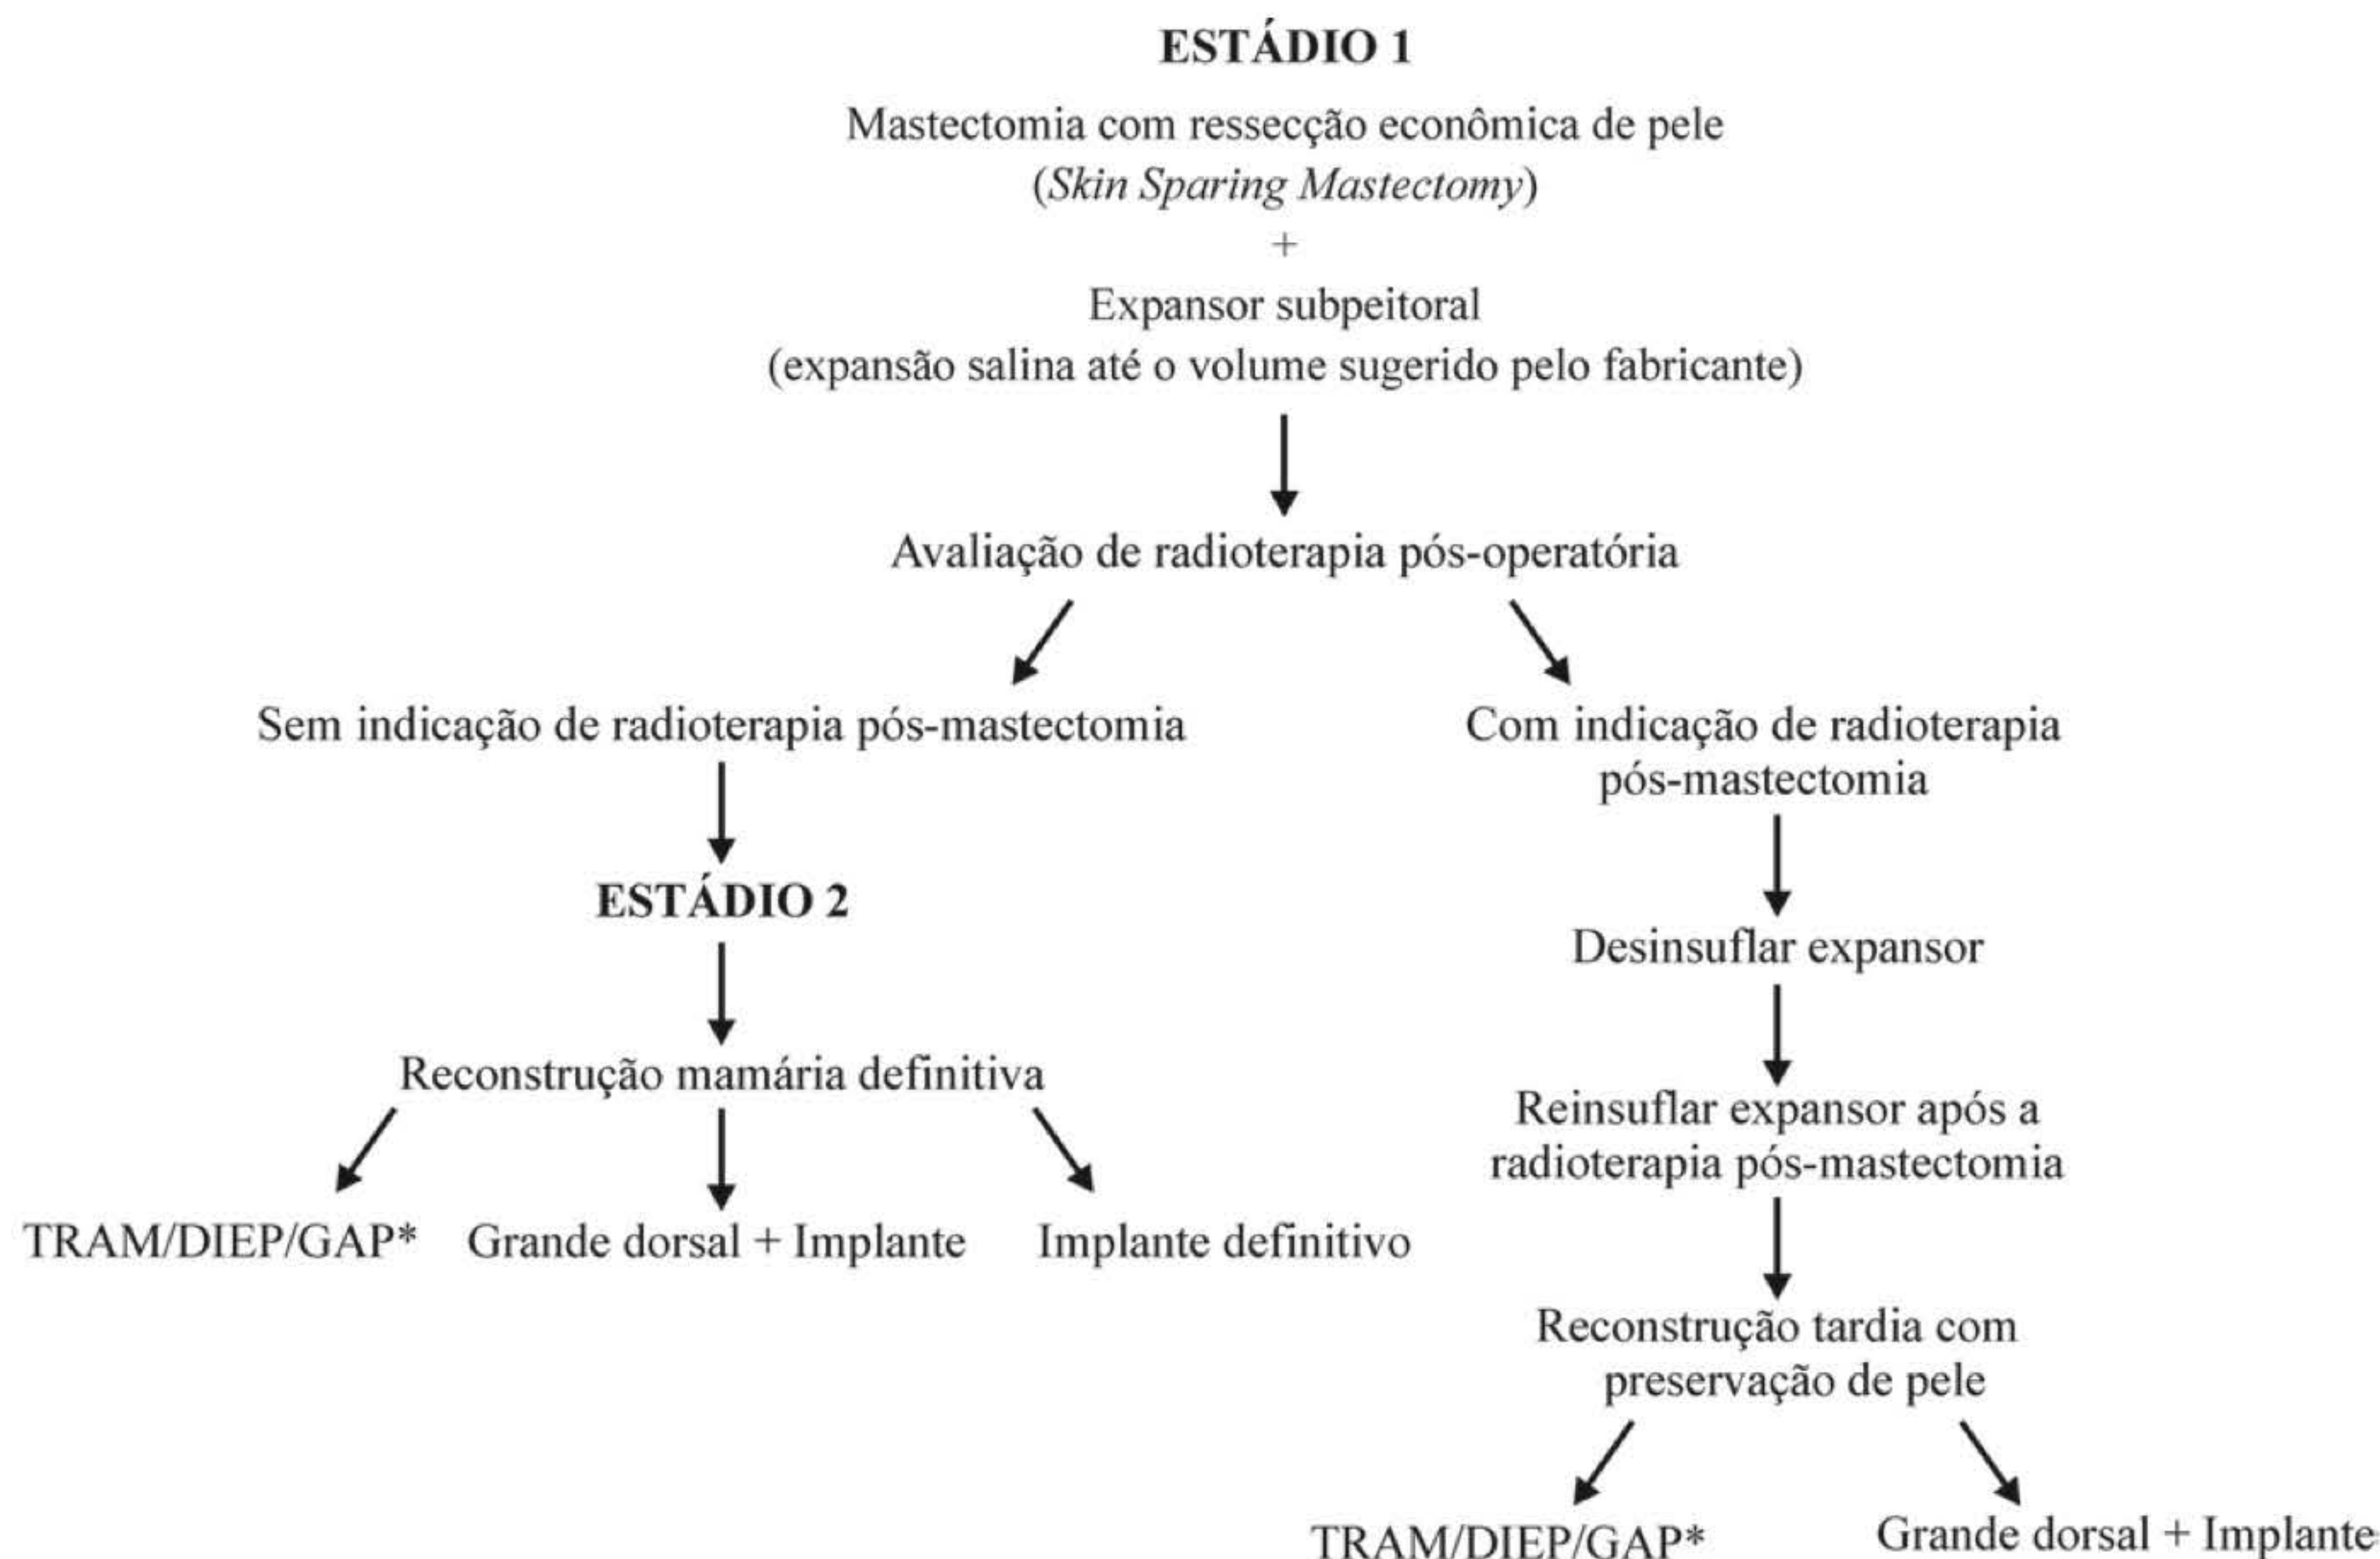 ESTÁDIO 1
Mastectomia com ressecção econômica de pele
(Skin Sparing Mastectomy)
+
Expansor subpeitoral
(expansão salina até o volume sugerido pelo fabricante)
Avaliação de radioterapia pós-operatória
Sem indicação de radioterapia pós-mastectomia
Com indicação de radioterapia
pós-mastectomia
ESTÁDIO 2
Desinsuflar expansor
Reconstrução mamária definitiva
Reinsuflar expansor após a
radioterapia pós-mastectomia
TRAM/DIEP/GAP*
Grande dorsal + Implante
Implante definitivo
Reconstrução tardia com
preservação de pele
TRAM/DIEP/GAP*
Grande dorsal + Implante